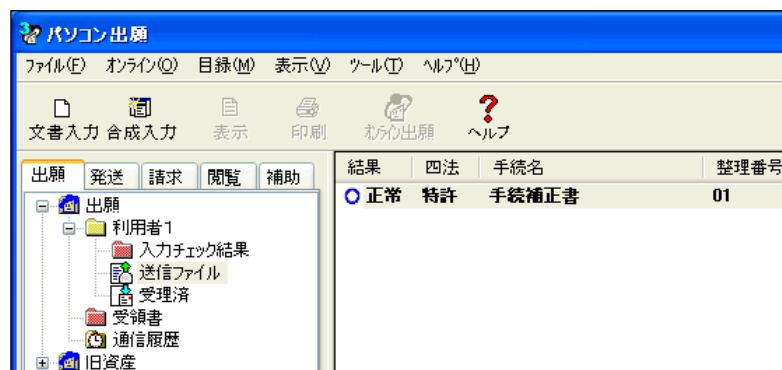 パソコン出願
ファイル(F) オンライン(O) 目録(M) 表示(V) ツール(T) ヘルプ(H)
文書入力 合成入力 表示 印刷 オンライン出願 ヘルプ
出願 発送 請求 閲覧 補助
結果 四法 手続名 整理番号
正常 特許 手続補正書 01
出願
利用者1
入力チェック結果
送信ファイル
受理済
受領書
通信履歴
旧資産